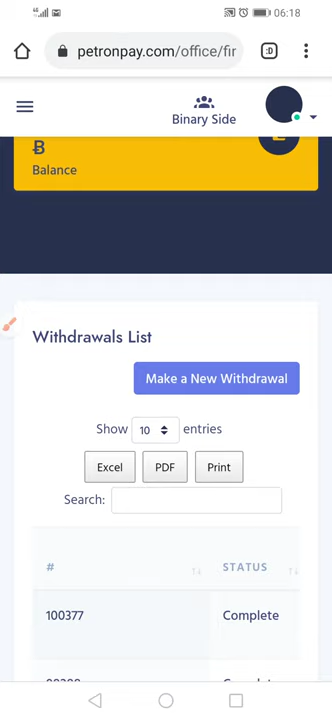 06:18
petronpay.com/office/fir
:D
Binary Side
Ƀ
Balance
Withdrawals List
Make a New Withdrawal
Show 10 entries
Excel PDF Print
Search:
# STATUS
100377 Complete